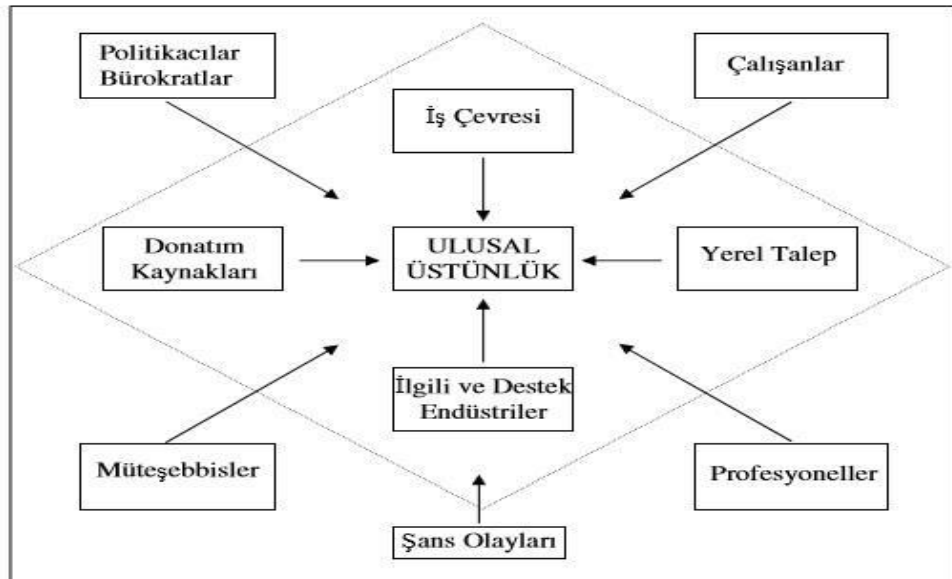 Politikacılar
Bürokratlar
Çalışanlar
İş Çevresi
Donatım
Kaynakları
ULUSAL
ÜSTÜNLÜK
Yerel Talep
İlgili ve Destek
Endüstriler
Müteşebbisler
Profesyoneller
Şans Olayları